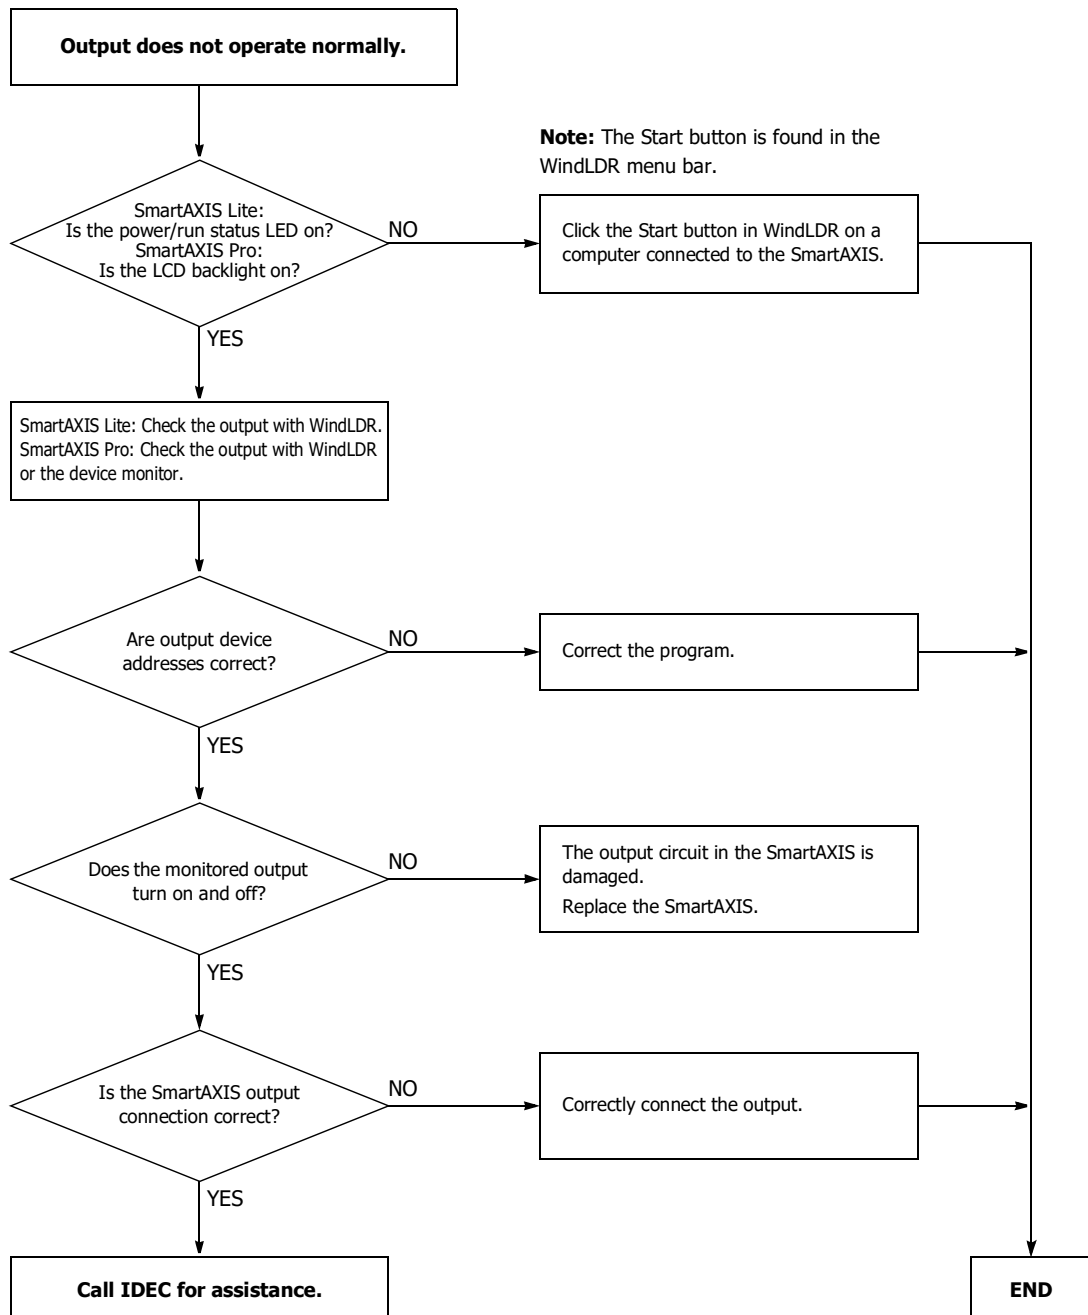 Output does not operate normally.
Note: The Start button is found in the
WindLDR menu bar.
SmartAXIS Lite:
Is the power/run status LED on?
SmartAXIS Pro:
Is the LCD backlight on?
NO
Click the Start button in WindLDR on a
computer connected to the SmartAXIS.
YES
SmartAXIS Lite: Check the output with WindLDR.
SmartAXIS Pro: Check the output with WindLDR
or the device monitor.
Are output device
addresses correct?
NO
Correct the program.
YES
Does the monitored output
turn on and off?
NO
The output circuit in the SmartAXIS is
damaged.
Replace the SmartAXIS.
YES
Is the SmartAXIS output
connection correct?
NO
Correctly connect the output.
YES
Call IDEC for assistance.
END